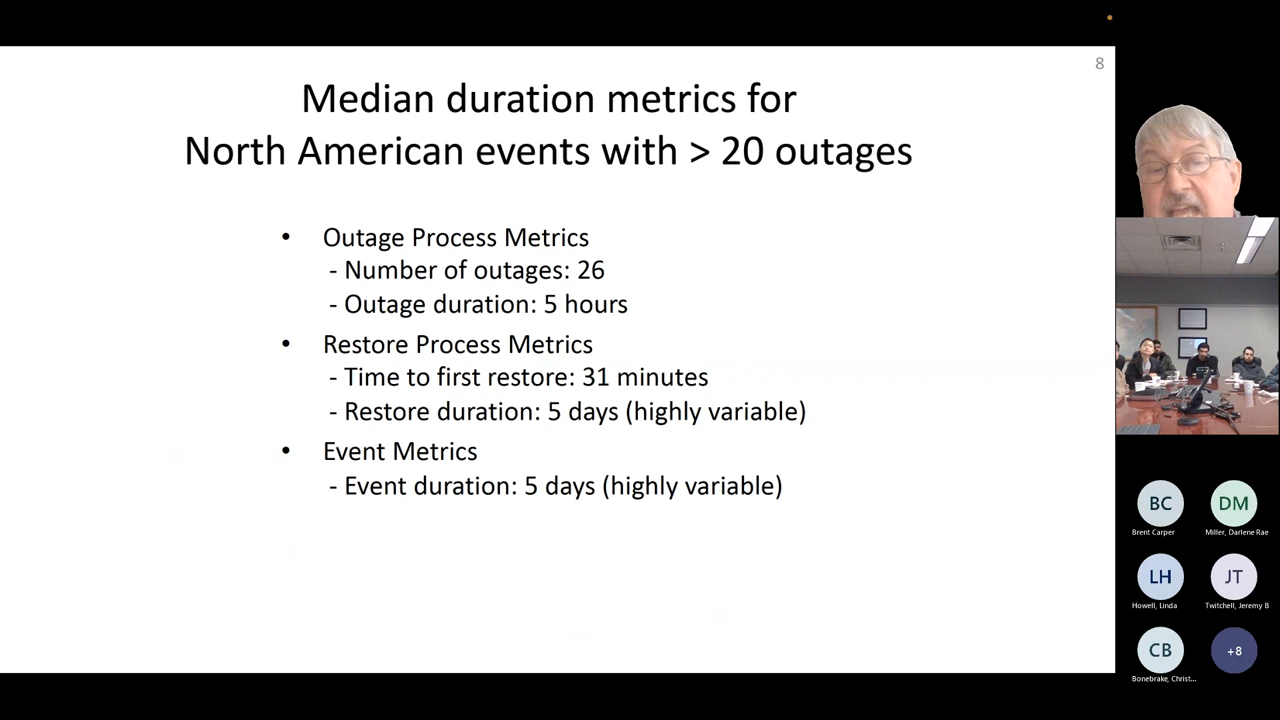 8
Median duration metrics for
North American events with > 20 outages
• Outage Process Metrics
- Number of outages: 26
- Outage duration: 5 hours
• Restore Process Metrics
- Time to first restore: 31 minutes
- Restore duration: 5 days (highly variable)
• Event Metrics
- Event duration: 5 days (highly variable)
BC
Brent Carper
DM
Miller, Darlene Rae
LH
Howell, Linda
JT
Twitchell, Jeremy B
CB
Bonebrake, Christ...
+8